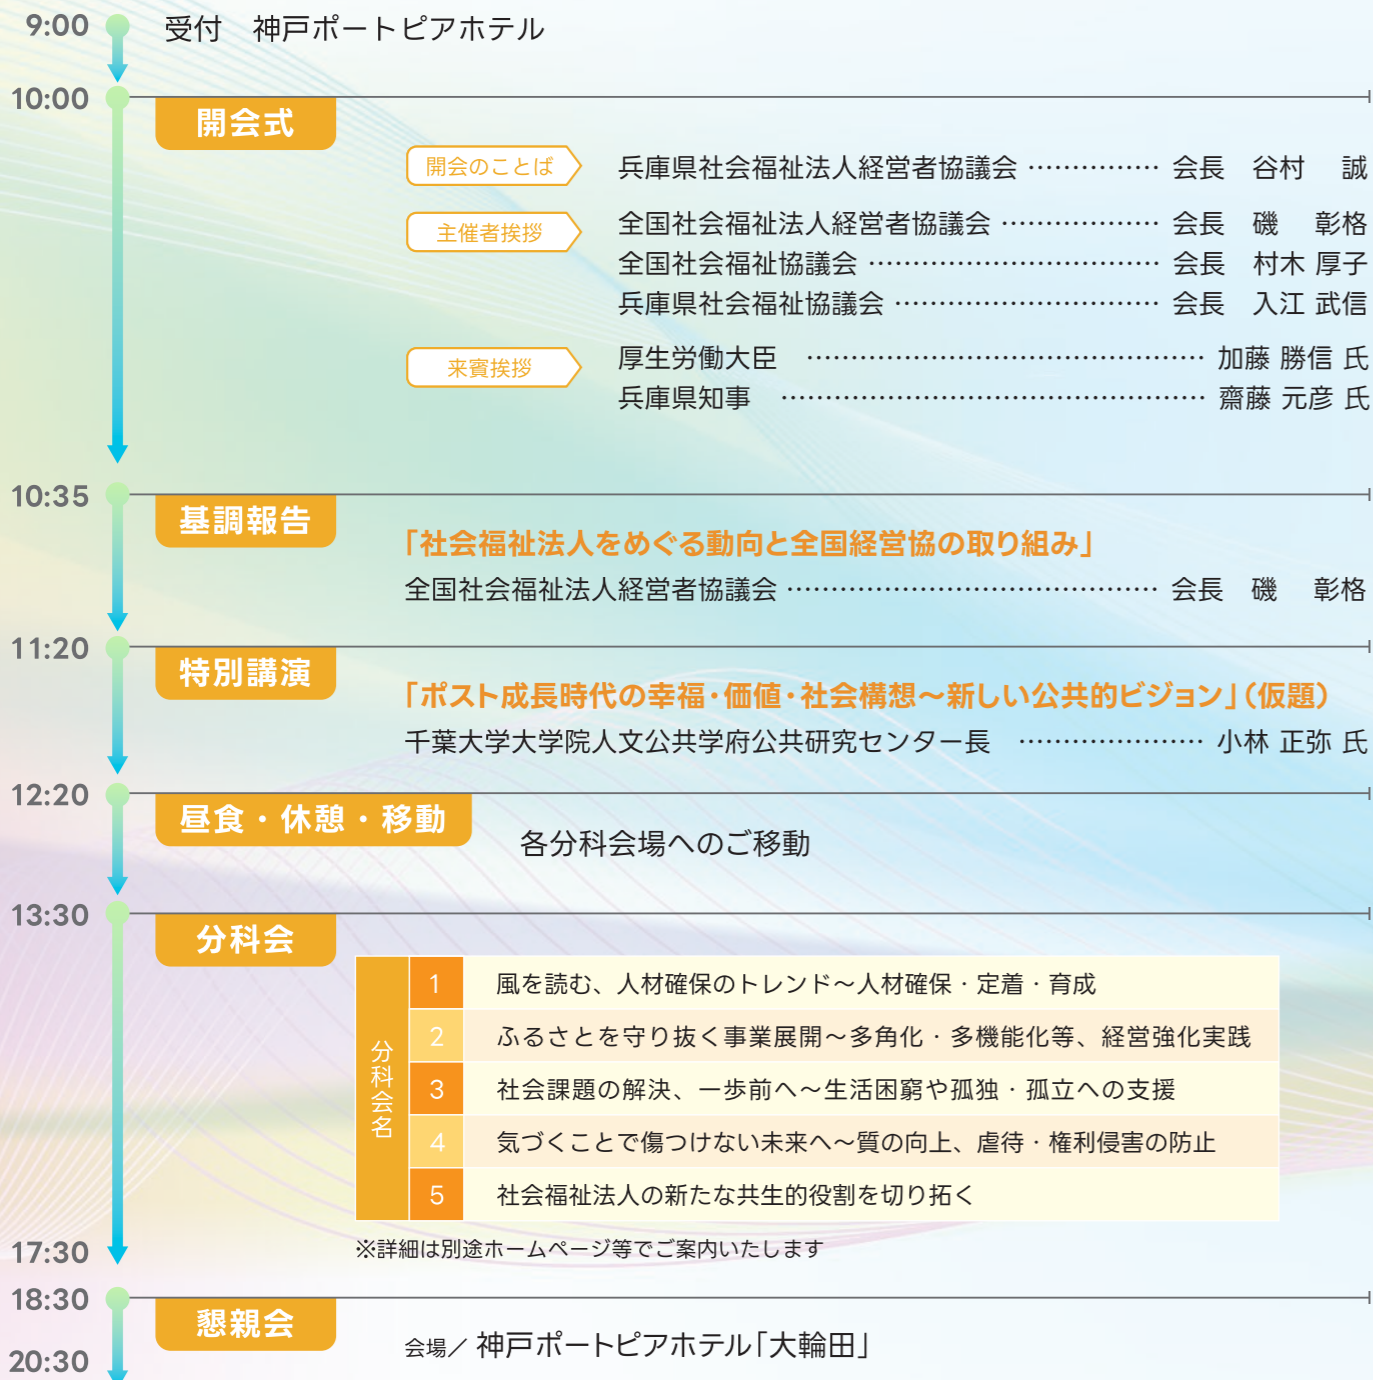 9:00 受付 神戸ポートピアホテル
10:00
開会式
開会のことば 兵庫県社会福祉法人経営者協議会 …………… 会長 谷村 誠
主催者挨拶 全国社会福祉法人経営者協議会 ……………… 会長 磯 彰格
全国社会福祉協議会 …………………………… 会長 村木 厚子
兵庫県社会福祉協議会 ………………………… 会長 入江 武信
来賓挨拶 厚生労働大臣 ……………………………………… 加藤 勝信 氏
兵庫県知事 ………………………………………… 齋藤 元彦 氏
10:35
基調報告
「社会福祉法人をめぐる動向と全国経営協の取り組み」
全国社会福祉法人経営者協議会 …………………………………… 会長 磯 彰格
11:20
特別講演
「ポスト成長時代の幸福・価値・社会構想～新しい公共的ビジョン」（仮題）
千葉大学大学院人文公共学府公共研究センター長 ………………… 小林 正弥 氏
12:20
昼食・休憩・移動
各分科会場へのご移動
13:30
分科会
分科会名
1 風を読む、人材確保のトレンド～人材確保・定着・育成
2 ふるさとを守り抜く事業展開～多角化・多機能化等、経営強化実践
3 社会課題の解決、一歩前へ～生活困窮や孤独・孤立への支援
4 気づくことで傷つけない未来へ～質の向上、虐待・権利侵害の防止
5 社会福祉法人の新たな共生的役割を切り拓く
17:30
※詳細は別途ホームページ等でご案内いたします
18:30
懇親会
会場／神戸ポートピアホテル「大輪田」
20:30